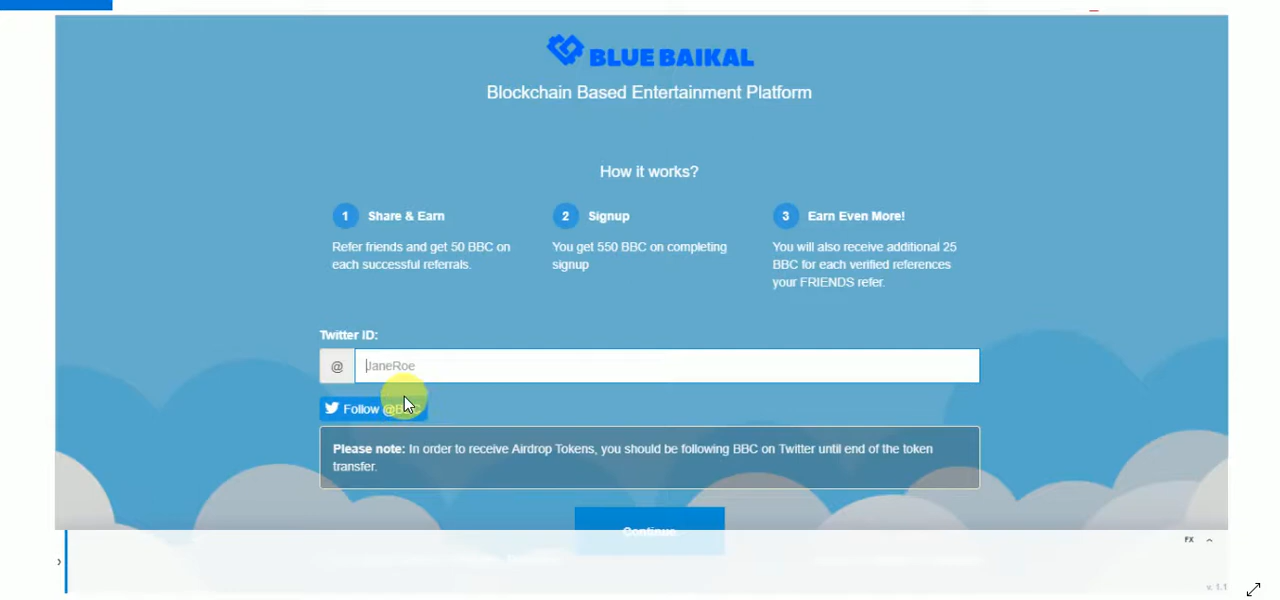 BLUE BAIKAL
Blockchain Based Entertainment Platform
How it works?
1 Share & Earn
Refer friends and get 50 BBC on
each successful referrals.
2 Signup
You get 550 BBC on completing
signup
3 Earn Even More!
You will also receive additional 25
BBC for each verified references
your FRIENDS refer.
Twitter ID:
@ JaneRoe
Follow
Please note: In order to receive Airdrop Tokens, you should be following BBC on Twitter until end of the token
transfer.
Continue
FX
v. 1.1